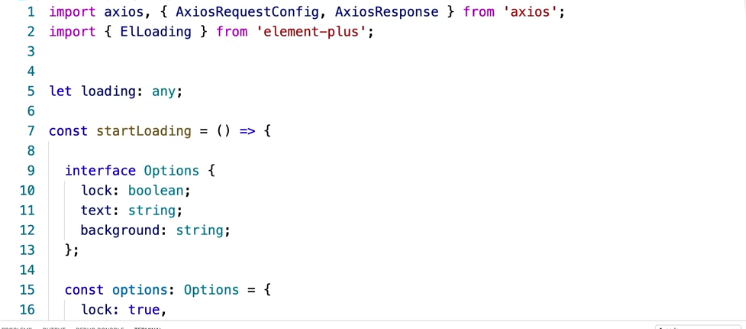 1 import axios, { AxiosRequestConfig, AxiosResponse } from 'axios';
2 import { ElLoading } from 'element-plus';
3
4
5 let loading: any;
6
7 const startLoading = () => {
8
9 interface Options {
10 lock: boolean;
11 text: string;
12 background: string;
13 };
14
15 const options: Options = {
16 lock: true,